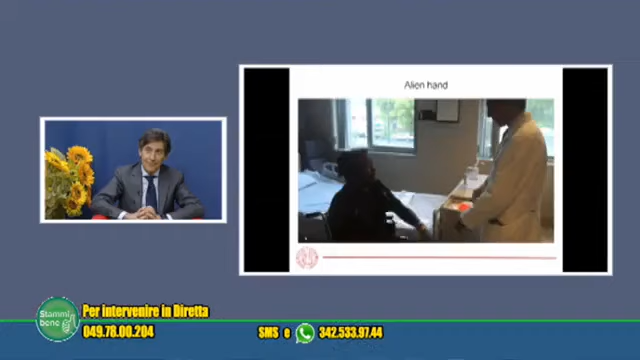 Alien hand
Stammi
bene
Per intervenire in Diretta
049.78.00.204
SMS e 342.533.97.44